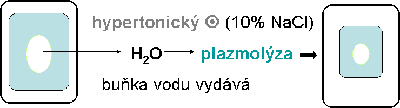 hypertonický ⊙ (10% NaCl)
H₂O plazmolýza
buňka vodu vydává